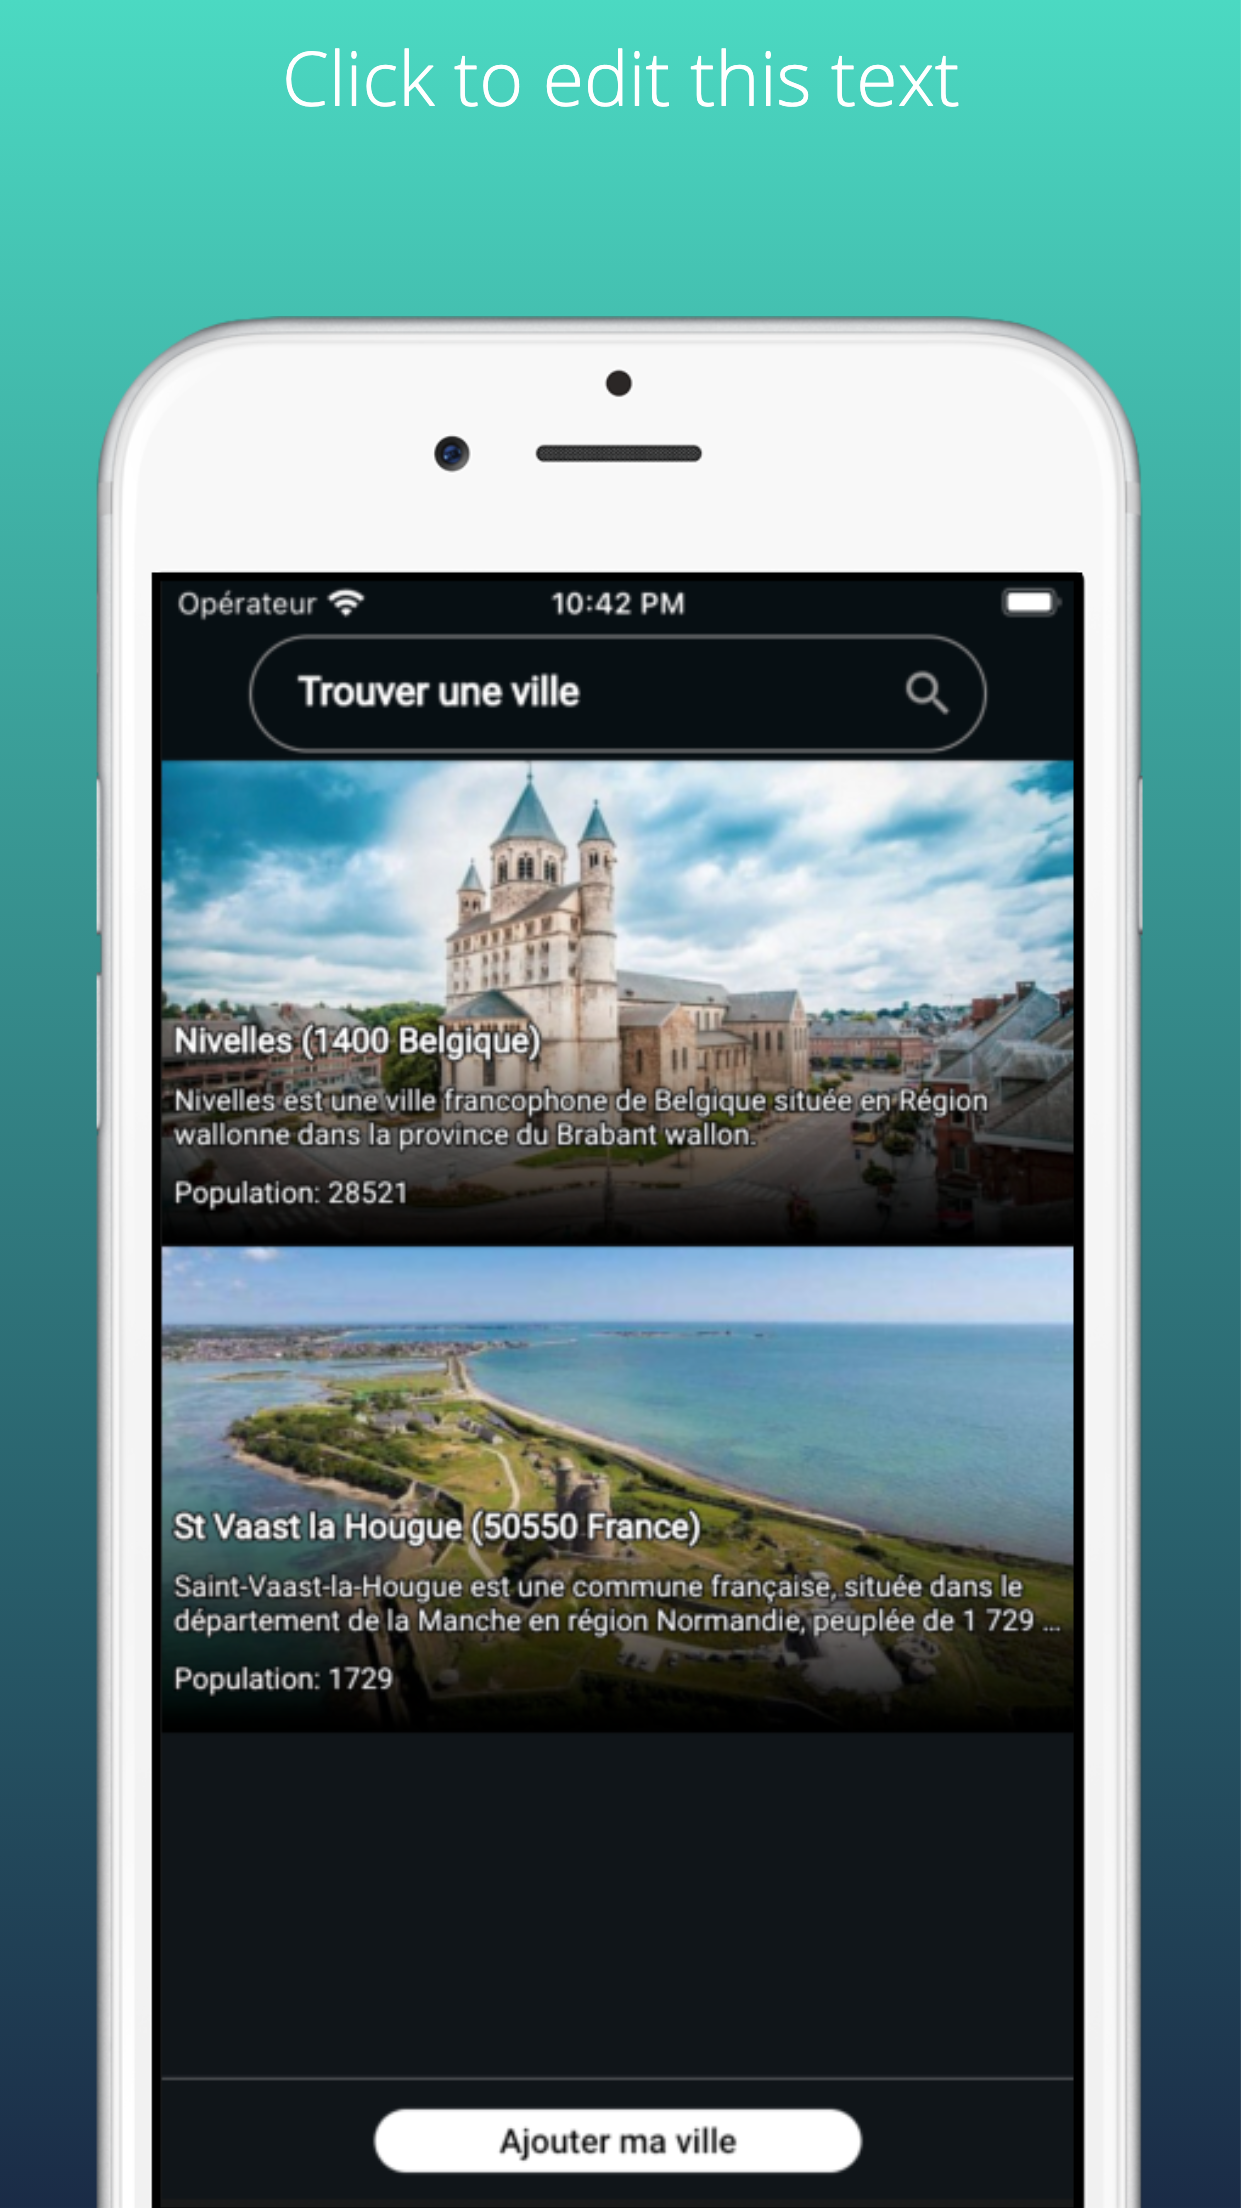 Click to edit this text
Opérateur 10:42 PM
Trouver une ville
Nivelles (1400 Belgique)
Nivelles est une ville francophone de Belgique située en Région
wallonne dans la province du Brabant wallon.
Population: 28521
St Vaast la Hougue (50550 France)
Saint-Vaast-la-Hougue est une commune française, située dans le
département de la Manche en région Normandie, peuplée de 1 729 ...
Population: 1729
Ajouter ma ville